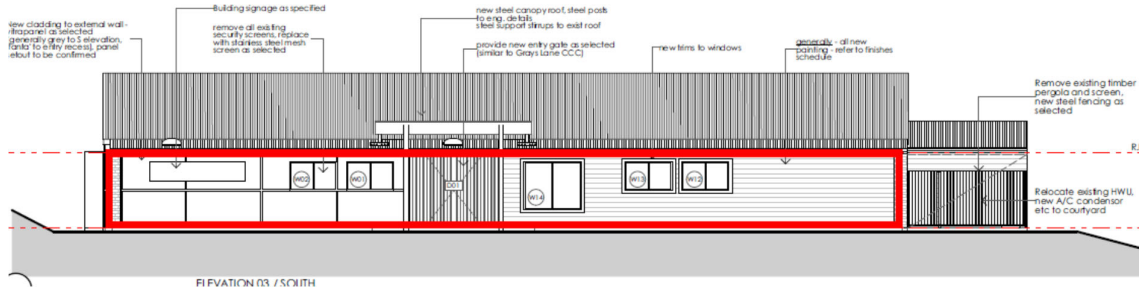 Building signage as specified
new cladding to external wall -
vitrapanel as selected
(generally grey to S elevation,
'fanta' to entry recess), panel
setout to be confirmed
remove all existing
security screens, replace
with stainless steel mesh
screen as selected
new steel canopy roof, steel posts
to eng. details
steel support stirrups to exist roof
provide new entry gate as selected
(similar to Grays Lane CCC)
new trims to windows
generally - all new
painting - refer to finishes
schedule
Remove existing timber
pergola and screen,
new steel fencing as
selected
W02
W01
D01
W14
W13
W12
Relocate existing HWU,
new A/C condensor
etc to courtyard
ELEVATION 03 / SOUTH